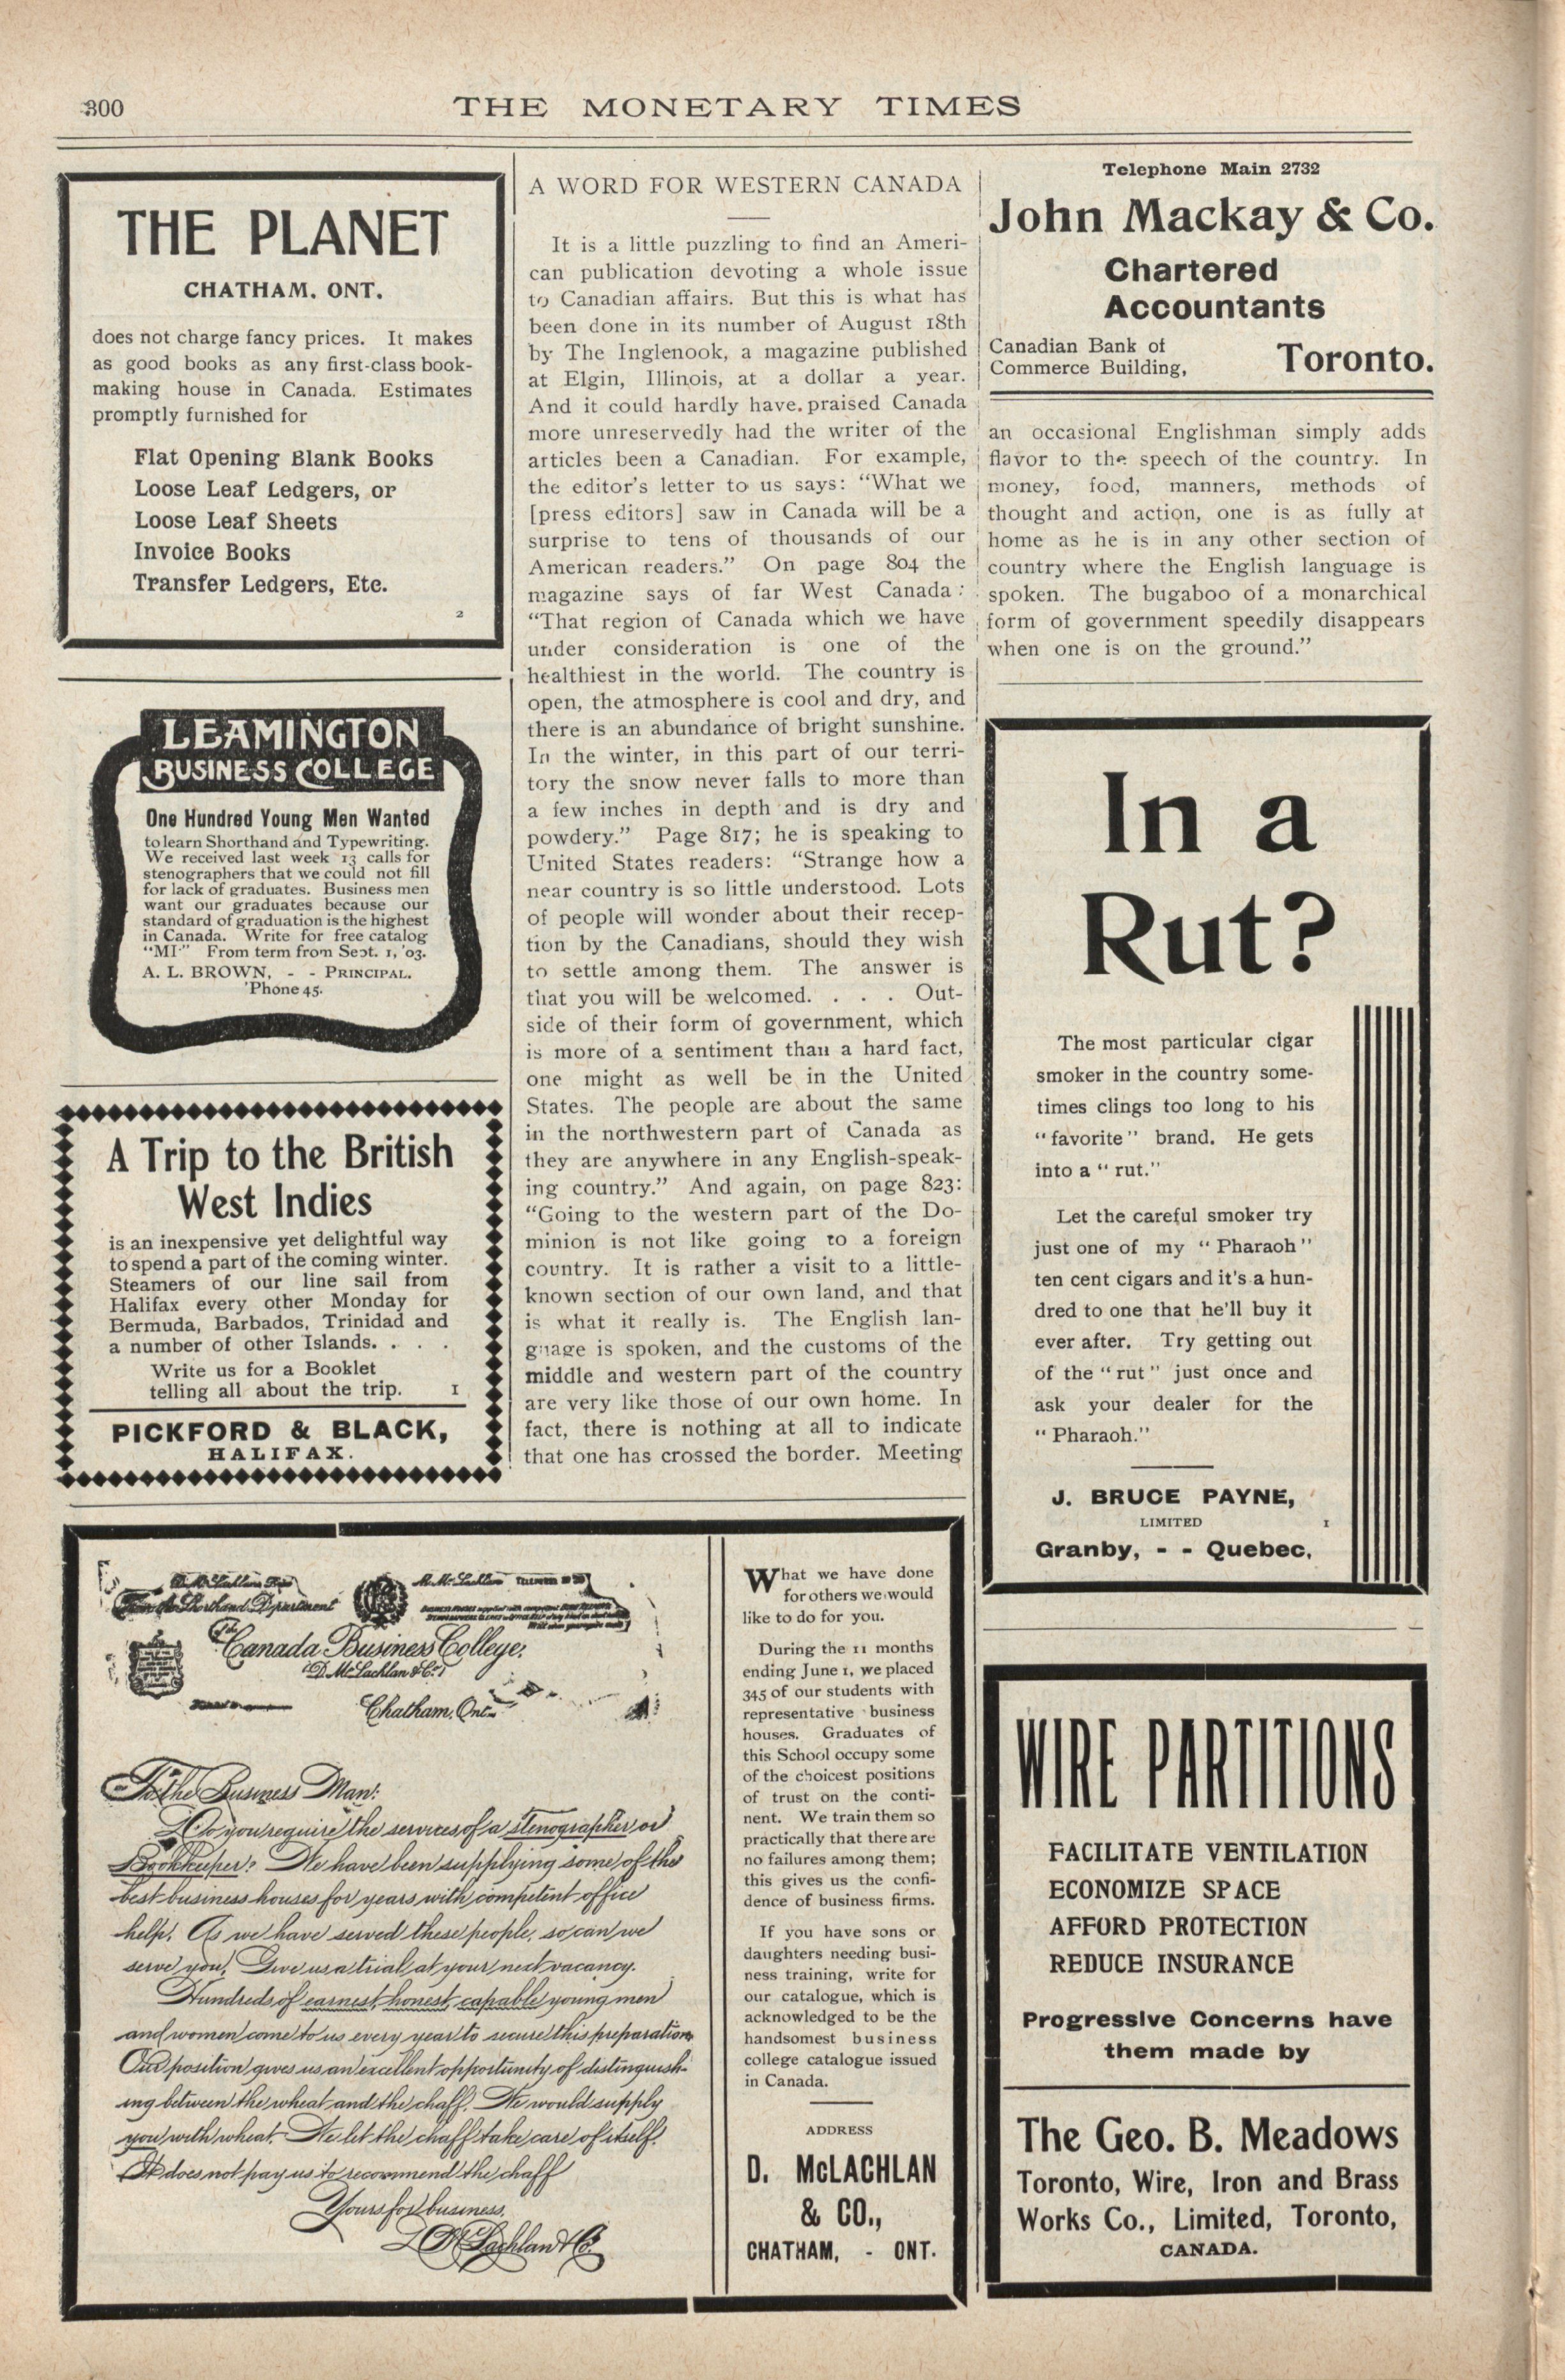 300
THE MONETARY TIMES
THE PLANET
CHATHAM. ONT.
does not charge fancy prices. It makes
as good books as any first-class book-
making house in Canada. Estimates
promptly furnished for
Flat Opening Blank Books
Loose Leaf Ledgers, or
Loose Leaf Sheets
Invoice Books
Transfer Ledgers, Etc.
2
LEAMINGTON
BUSINESS COLLEGE
One Hundred Young Men Wanted
to learn Shorthand and Typewriting.
We received last week 13 calls for
stenographers that we could not fill
for lack of graduates. Business men
want our graduates because our
standard of graduation is the highest
in Canada. Write for free catalog
"MI" From term from Sept. 1, '03.
A. L. BROWN, - - PRINCIPAL.
'Phone 45.
A Trip to the British
West Indies
is an inexpensive yet delightful way
to spend a part of the coming winter.
Steamers of our line sail from
Halifax every other Monday for
Bermuda, Barbados, Trinidad and
a number of other Islands. . . .
Write us for a Booklet
telling all about the trip. 1
PICKFORD & BLACK,
HALIFAX.
A WORD FOR WESTERN CANADA
It is a little puzzling to find an Ameri-
can publication devoting a whole issue
to Canadian affairs. But this is what has
been done in its number of August 18th
by The Inglenook, a magazine published
at Elgin, Illinois, at a dollar a year.
And it could hardly have praised Canada
more unreservedly had the writer of the
articles been a Canadian. For example,
the editor's letter to us says: "What we
[press editors] saw in Canada will be a
surprise to tens of thousands of our
American readers." On page 804 the
magazine says of far West Canada:
"That region of Canada which we have
under consideration is one of the
healthiest in the world. The country is
open, the atmosphere is cool and dry, and
there is an abundance of bright sunshine.
In the winter, in this part of our terri-
tory the snow never falls to more than
a few inches in depth and is dry and
powdery." Page 817; he is speaking to
United States readers: "Strange how a
near country is so little understood. Lots
of people will wonder about their recep-
tion by the Canadians, should they wish
to settle among them. The answer is
that you will be welcomed. . . . Out-
side of their form of government, which
is more of a sentiment than a hard fact,
one might as well be in the United
States. The people are about the same
in the northwestern part of Canada as
they are anywhere in any English-speak-
ing country." And again, on page 823:
"Going to the western part of the Do-
minion is not like going to a foreign
country. It is rather a visit to a little-
known section of our own land, and that
is what it really is. The English lan-
guage is spoken, and the customs of the
middle and western part of the country
are very like those of our own home. In
fact, there is nothing at all to indicate
that one has crossed the border. Meeting
Telephone Main 2732
John Mackay & Co.
Chartered
Accountants
Canadian Bank of
Commerce Building,
Toronto.
an occasional Englishman simply adds
flavor to the speech of the country. In
money, food, manners, methods of
thought and action, one is as fully at
home as he is in any other section of
country where the English language is
spoken. The bugaboo of a monarchical
form of government speedily disappears
when one is on the ground."
In a
Rut?
The most particular cigar
smoker in the country some-
times clings too long to his
"favorite" brand. He gets
into a "rut."
Let the careful smoker try
just one of my "Pharaoh"
ten cent cigars and it's a hun-
dred to one that he'll buy it
ever after. Try getting out
of the "rut" just once and
ask your dealer for the
"Pharaoh."
J. BRUCE PAYNE,
LIMITED 1
Granby, - - Quebec,
The
Canada Business College,
D. McLachlan & Co.
Chatham, Ont.
To the Business Man:
Do you require the services of a stenographer or
Bookkeeper? We have been supplying some of the
best business houses for years with competent office
help. As we have served these people, so can we
serve you. Give us a trial at your next vacancy.
Hundreds of earnest, honest, capable young men
and women come to us every year to secure this preparation.
Our position gives us an excellent opportunity of distinguish-
ing between the wheat and the chaff. We would supply
you with wheat. We let the chaff take care of itself.
It does not pay us to recommend the chaff
Yours for business,
D McLachlan & Co.
What we have done
for others we would
like to do for you.
During the 11 months
ending June 1, we placed
345 of our students with
representative business
houses. Graduates of
this School occupy some
of the choicest positions
of trust on the conti-
nent. We train them so
practically that there are
no failures among them;
this gives us the confi-
dence of business firms.
If you have sons or
daughters needing busi-
ness training, write for
our catalogue, which is
acknowledged to be the
handsomest business
college catalogue issued
in Canada.
ADDRESS
D. McLACHLAN
& CO.,
CHATHAM, - ONT.
WIRE PARTITIONS
FACILITATE VENTILATION
ECONOMIZE SPACE
AFFORD PROTECTION
REDUCE INSURANCE
Progressive Concerns have
them made by
The Geo. B. Meadows
Toronto, Wire, Iron and Brass
Works Co., Limited, Toronto,
CANADA.